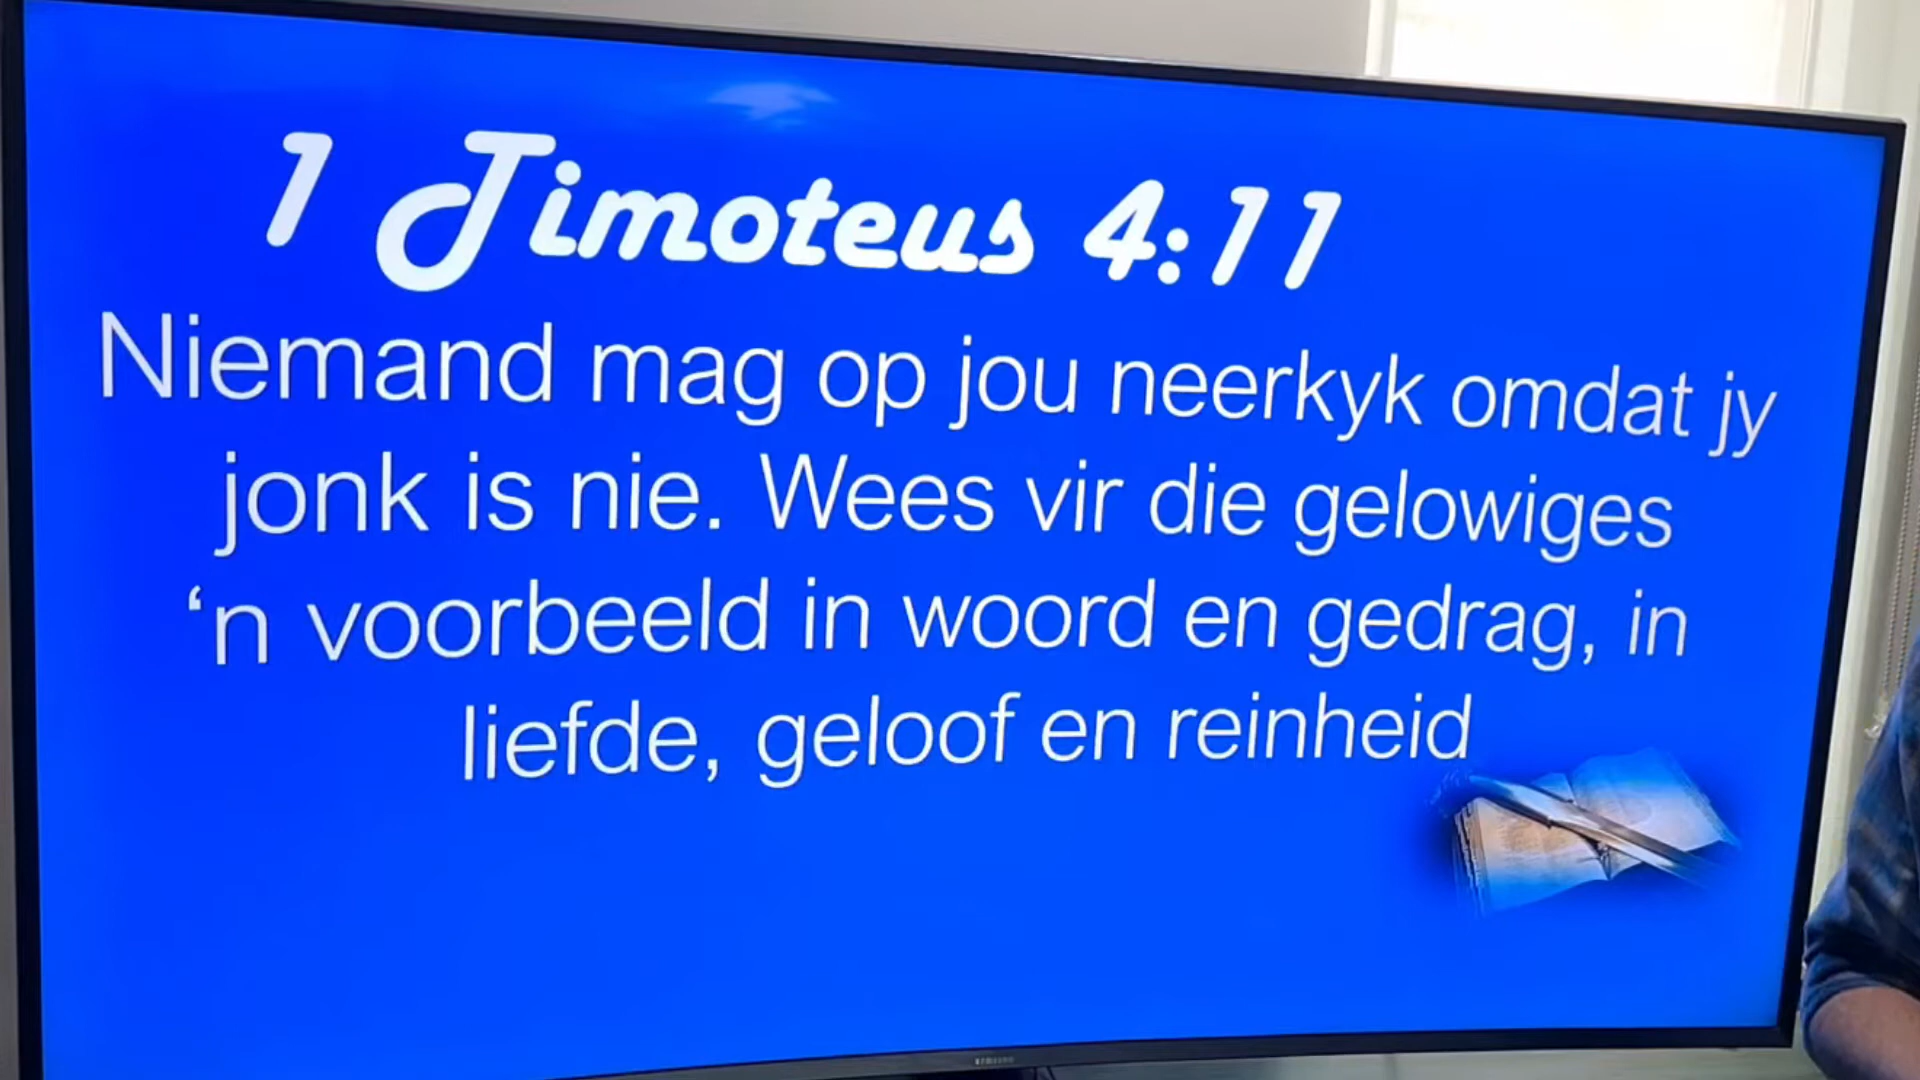 1 Timoteus 4:11
Niemand mag op jou neerkyk omdat jy
jonk is nie. Wees vir die gelowiges
‘n voorbeeld in woord en gedrag, in
liefde, geloof en reinheid
SAMSUNG